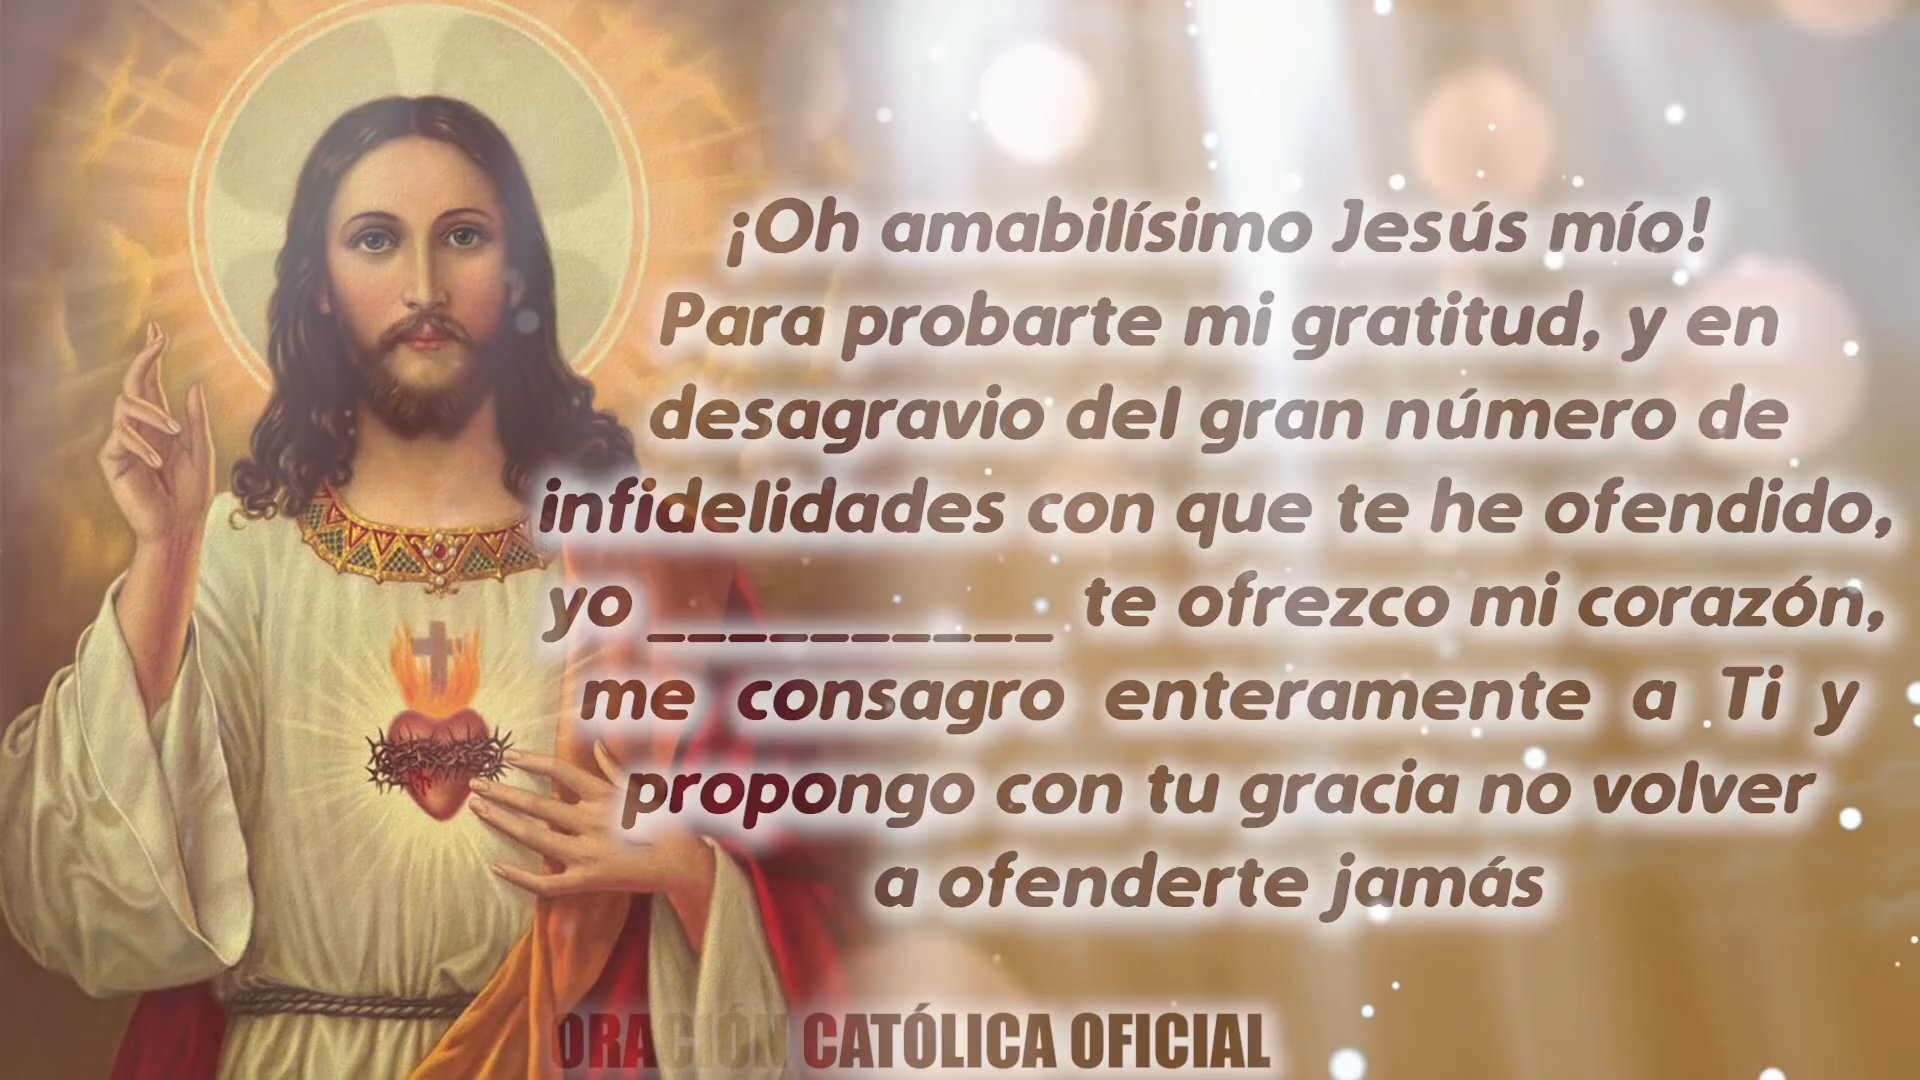 ¡Oh amabilísimo Jesús mío!
Para probarte mi gratitud, y en
desagravio del gran número de
infidelidades con que te he ofendido,
yo __________ te ofrezco mi corazón,
me consagro enteramente a Ti y
propongo con tu gracia no volver
a ofenderte jamás
ORACIÓN CATÓLICA OFICIAL